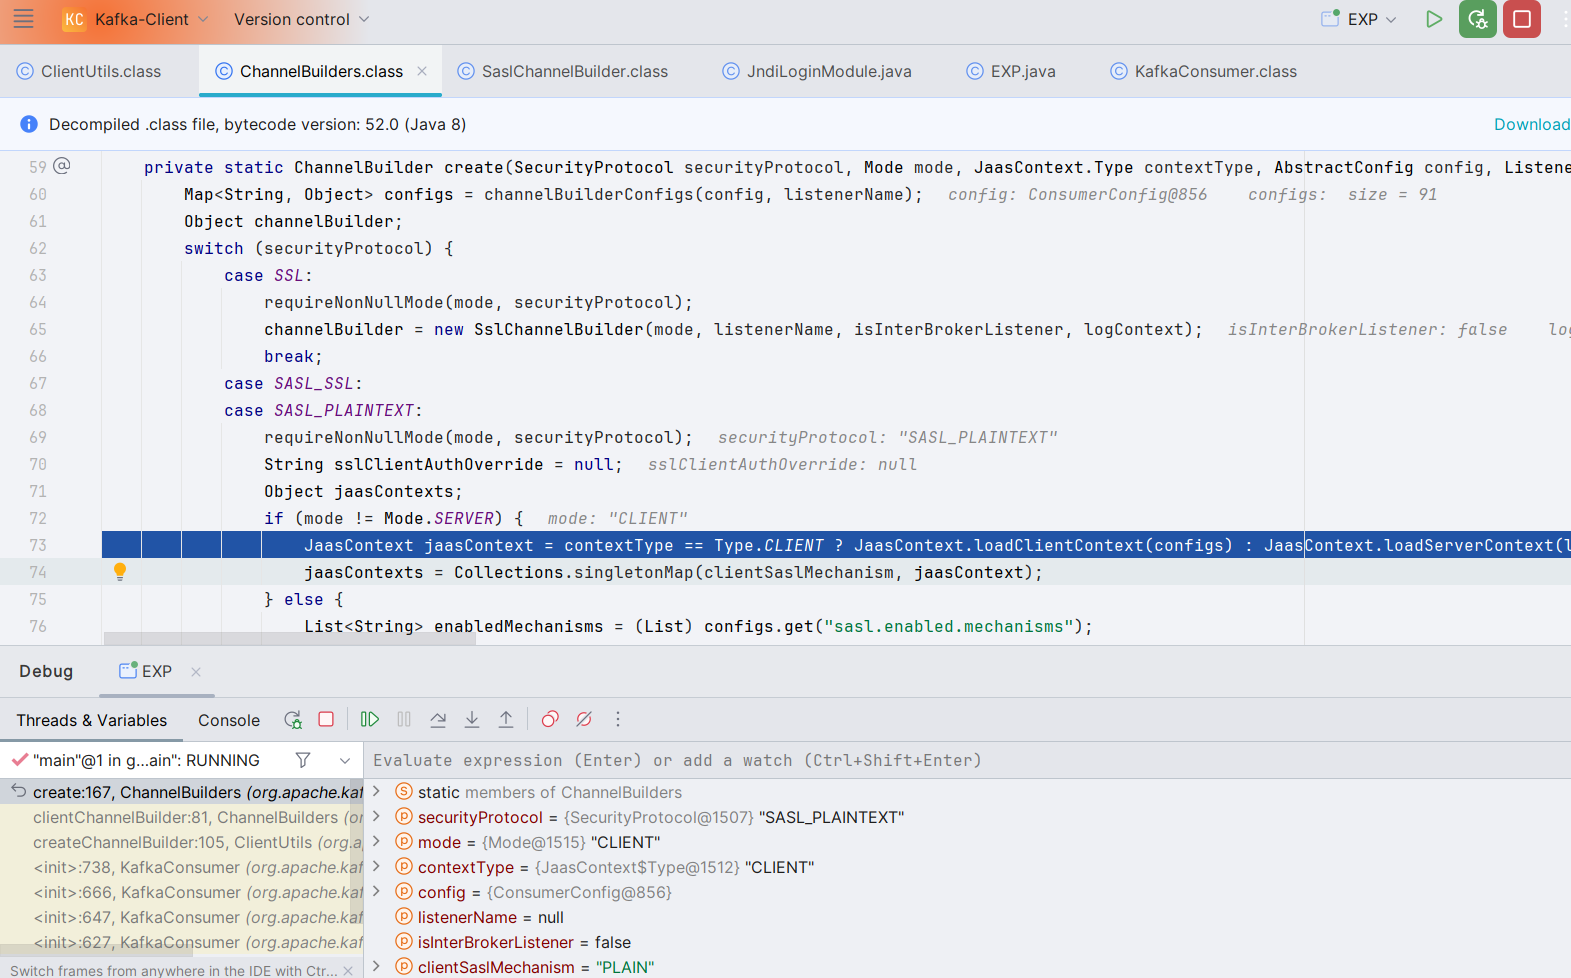 KC Kafka-Client Version control EXP
ClientUtils.class ChannelBuilders.class SaslChannelBuilder.class JndiLoginModule.java EXP.java KafkaConsumer.class
Decompiled .class file, bytecode version: 52.0 (Java 8) Download
59 @ private static ChannelBuilder create(SecurityProtocol securityProtocol, Mode mode, JaasContext.Type contextType, AbstractConfig config, Listene
60 Map<String, Object> configs = channelBuilderConfigs(config, listenerName); config: ConsumerConfig@856 configs: size = 91
61 Object channelBuilder;
62 switch (securityProtocol) {
63 case SSL:
64 requireNonNullMode(mode, securityProtocol);
65 channelBuilder = new SslChannelBuilder(mode, listenerName, isInterBrokerListener, logContext); isInterBrokerListener: false log
66 break;
67 case SASL_SSL:
68 case SASL_PLAINTEXT:
69 requireNonNullMode(mode, securityProtocol); securityProtocol: "SASL_PLAINTEXT"
70 String sslClientAuthOverride = null; sslClientAuthOverride: null
71 Object jaasContexts;
72 if (mode != Mode.SERVER) { mode: "CLIENT"
73 JaasContext jaasContext = contextType == Type.CLIENT ? JaasContext.loadClientContext(configs) : JaasContext.loadServerContext(l
74 jaasContexts = Collections.singletonMap(clientSaslMechanism, jaasContext);
75 } else {
76 List<String> enabledMechanisms = (List) configs.get("sasl.enabled.mechanisms");
Debug EXP
Threads & Variables Console
"main"@1 in g...ain": RUNNING Evaluate expression (Enter) or add a watch (Ctrl+Shift+Enter)
create:167, ChannelBuilders (org.apache.kaf
clientChannelBuilder:81, ChannelBuilders (or
createChannelBuilder:105, ClientUtils (org.a
<init>:738, KafkaConsumer (org.apache.kaf
<init>:666, KafkaConsumer (org.apache.kaf
<init>:647, KafkaConsumer (org.apache.kaf
<init>:627, KafkaConsumer (org.apache.kaf
Switch frames from anywhere in the IDE with Ctr...
static members of ChannelBuilders
securityProtocol = {SecurityProtocol@1507} "SASL_PLAINTEXT"
mode = {Mode@1515} "CLIENT"
contextType = {JaasContext$Type@1512} "CLIENT"
config = {ConsumerConfig@856}
listenerName = null
isInterBrokerListener = false
clientSaslMechanism = "PLAIN"